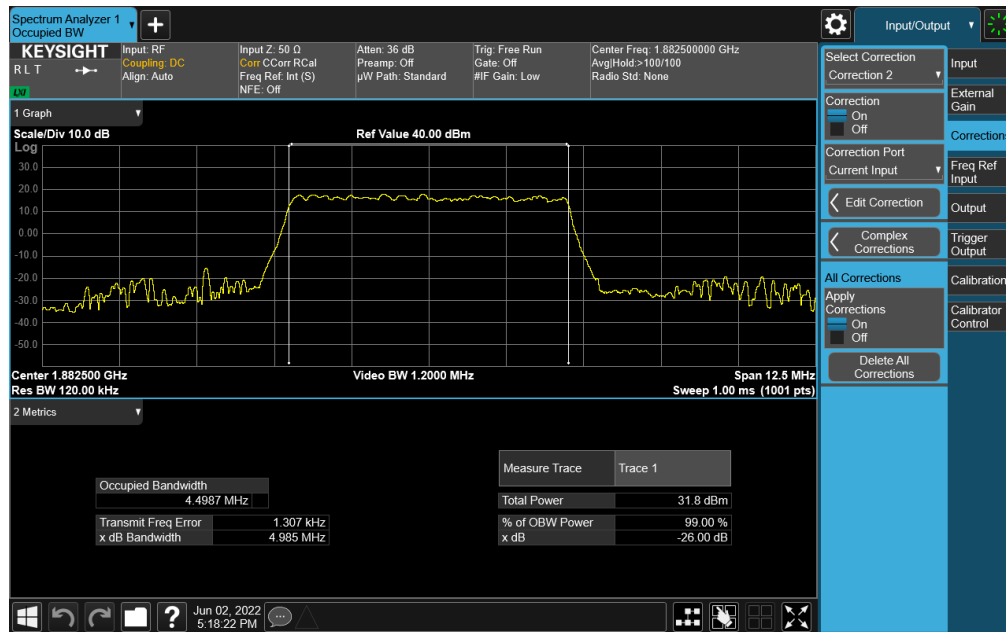 Spectrum Analyzer 1
Occupied BW
Input/Output
KEYSIGHT
R L T
LXI
Input: RF
Coupling: DC
Align: Auto
Input Z: 50 Ω
Corr CCorr RCal
Freq Ref: Int (S)
NFE: Off
Atten: 36 dB
Preamp: Off
µW Path: Standard
Trig: Free Run
Gate: Off
#IF Gain: Low
Center Freq: 1.882500000 GHz
Avg|Hold:>100/100
Radio Std: None
1 Graph
Scale/Div 10.0 dB
Ref Value 40.00 dBm
Log
30.0
20.0
10.0
0.00
-10.0
-20.0
-30.0
-40.0
-50.0
Center 1.882500 GHz
Video BW 1.2000 MHz
Span 12.5 MHz
Res BW 120.00 kHz
Sweep 1.00 ms (1001 pts)
2 Metrics
Occupied Bandwidth
4.4987 MHz
Transmit Freq Error 1.307 kHz
x dB Bandwidth 4.985 MHz
Measure Trace Trace 1
Total Power 31.8 dBm
% of OBW Power 99.00 %
x dB -26.00 dB
Select Correction
Correction 2
Correction
On
Off
Correction Port
Current Input
Edit Correction
Complex
Corrections
All Corrections
Apply
Corrections
On
Off
Delete All
Corrections
Input
External
Gain
Corrections
Freq Ref
Input
Output
Trigger
Output
Calibration
Calibrator
Control
Jun 02, 2022
5:18:22 PM